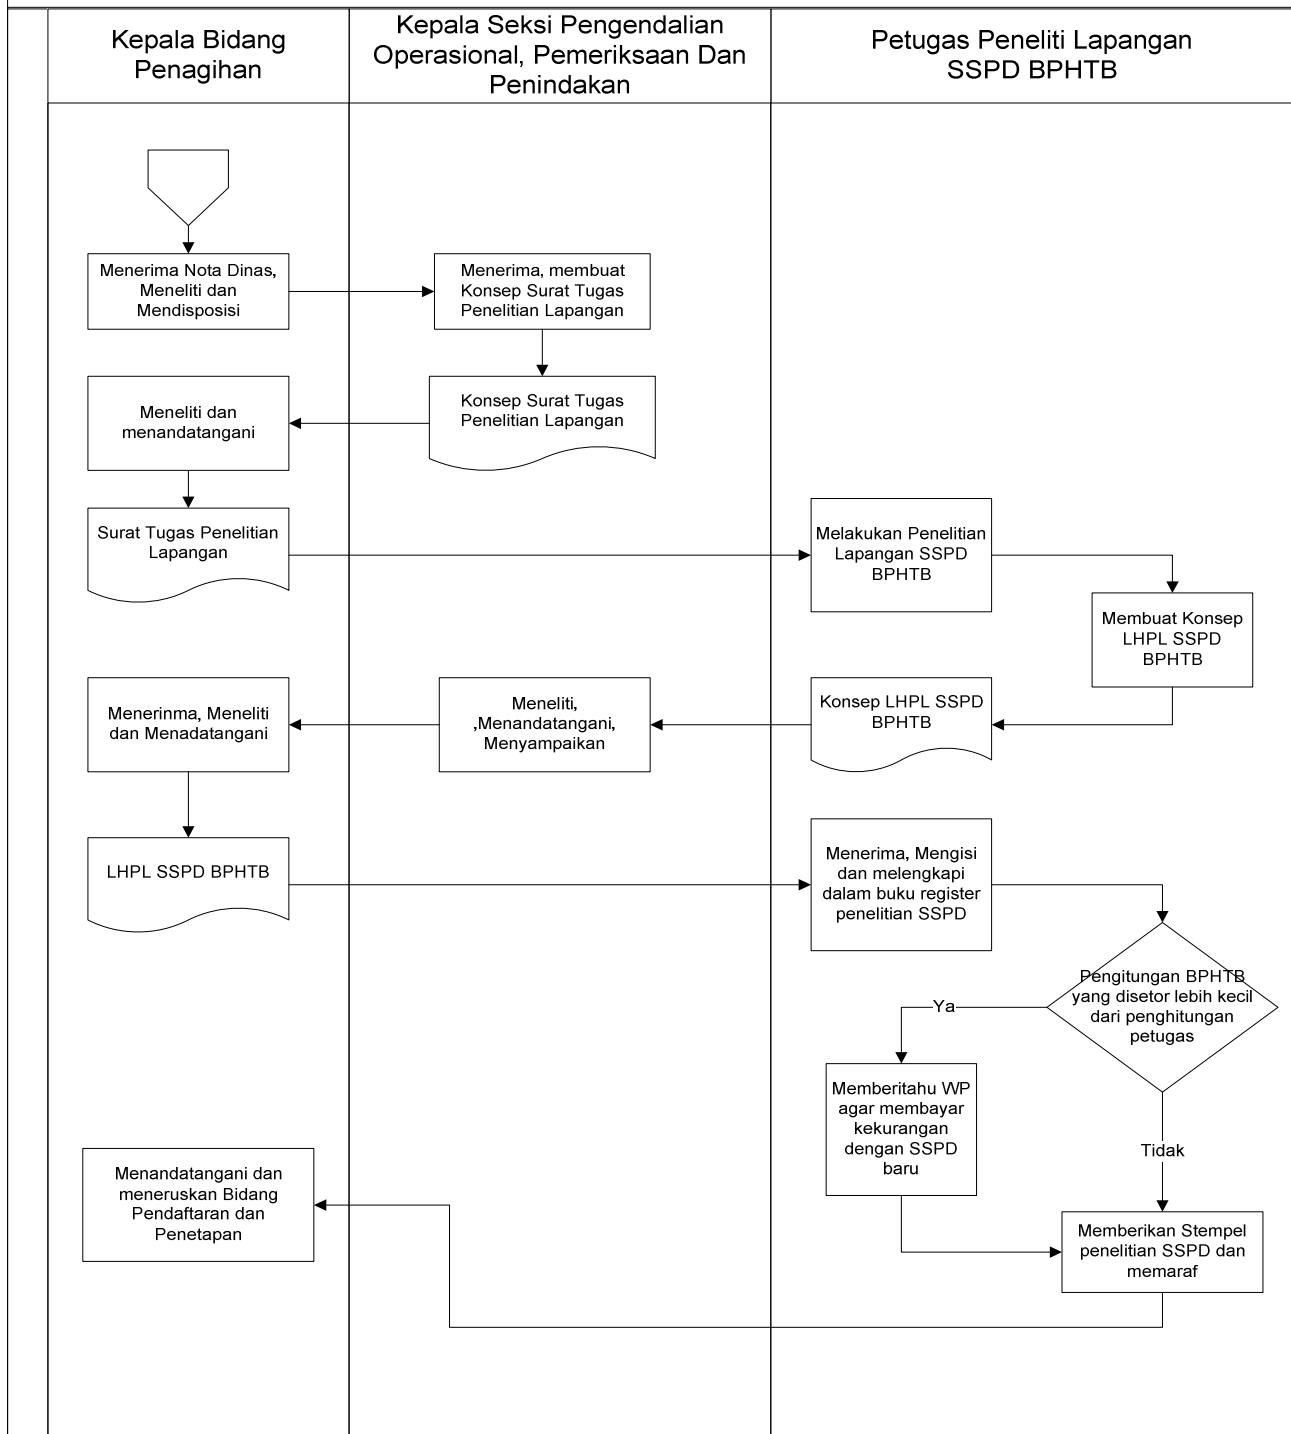 Kepala Bidang
Penagihan
Kepala Seksi Pengendalian
Operasional, Pemeriksaan Dan
Penindakan
Petugas Peneliti Lapangan
SSPD BPHTB
Menerima Nota Dinas,
Meneliti dan
Mendisposisi
Menerima, membuat
Konsep Surat Tugas
Penelitian Lapangan
Meneliti dan
menandatangani
Konsep Surat Tugas
Penelitian Lapangan
Surat Tugas Penelitian
Lapangan
Melakukan Penelitian
Lapangan SSPD
BPHTB
Membuat Konsep
LHPL SSPD
BPHTB
Menerinma, Meneliti
dan Menadatangani
Meneliti,
,Menandatangani,
Menyampaikan
Konsep LHPL SSPD
BPHTB
LHPL SSPD BPHTB
Menerima, Mengisi
dan melengkapi
dalam buku register
penelitian SSPD
Pengitungan BPHTB
yang disetor lebih kecil
dari penghitungan
petugas
Ya
Memberitahu WP
agar membayar
kekurangan
dengan SSPD
baru
Tidak
Menandatangani dan
meneruskan Bidang
Pendaftaran dan
Penetapan
Memberikan Stempel
penelitian SSPD dan
memaraf